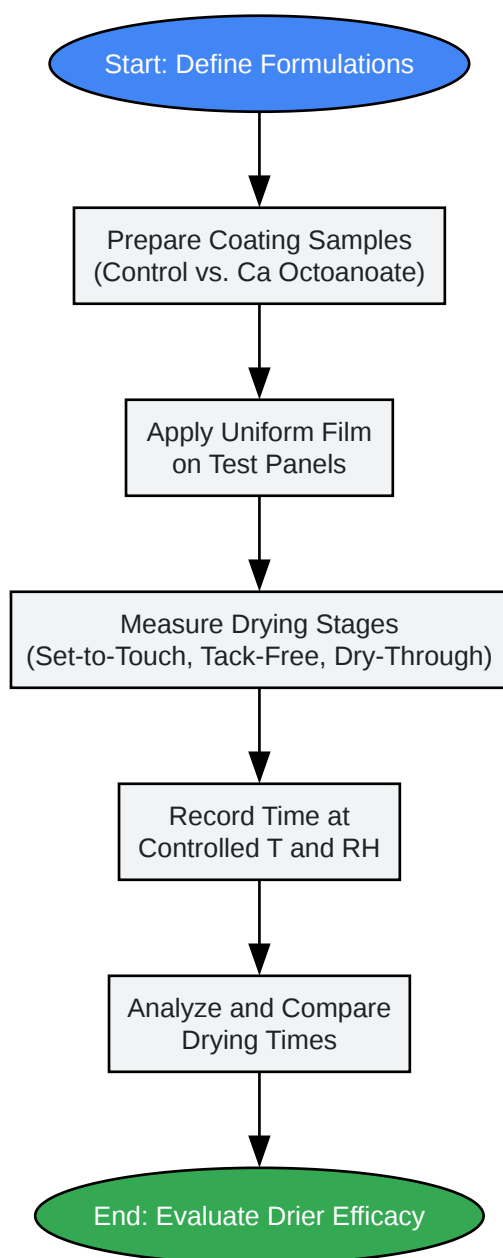 Start: Define Formulations
Prepare Coating Samples
(Control vs. Ca Octoanoate)
Apply Uniform Film
on Test Panels
Measure Drying Stages
(Set-to-Touch, Tack-Free, Dry-Through)
Record Time at
Controlled T and RH
Analyze and Compare
Drying Times
End: Evaluate Drier Efficacy